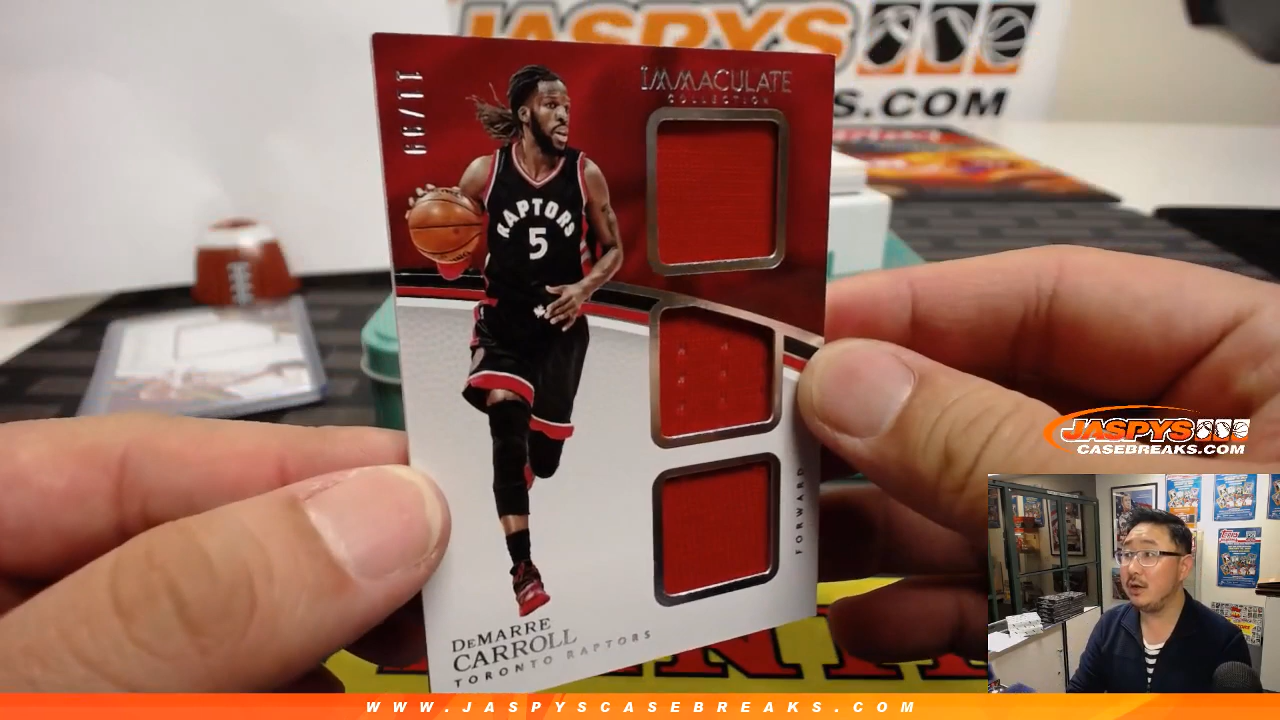 JASPYS
S.COM
11/99
IMMACULATE
COLLECTION
RAPTORS
5
FORWARD
DeMARRE
CARROLL
TORONTO RAPTORS
JASPYS
CASEBREAKS.COM
WWW.JASPYSCASEBREAKS.COM